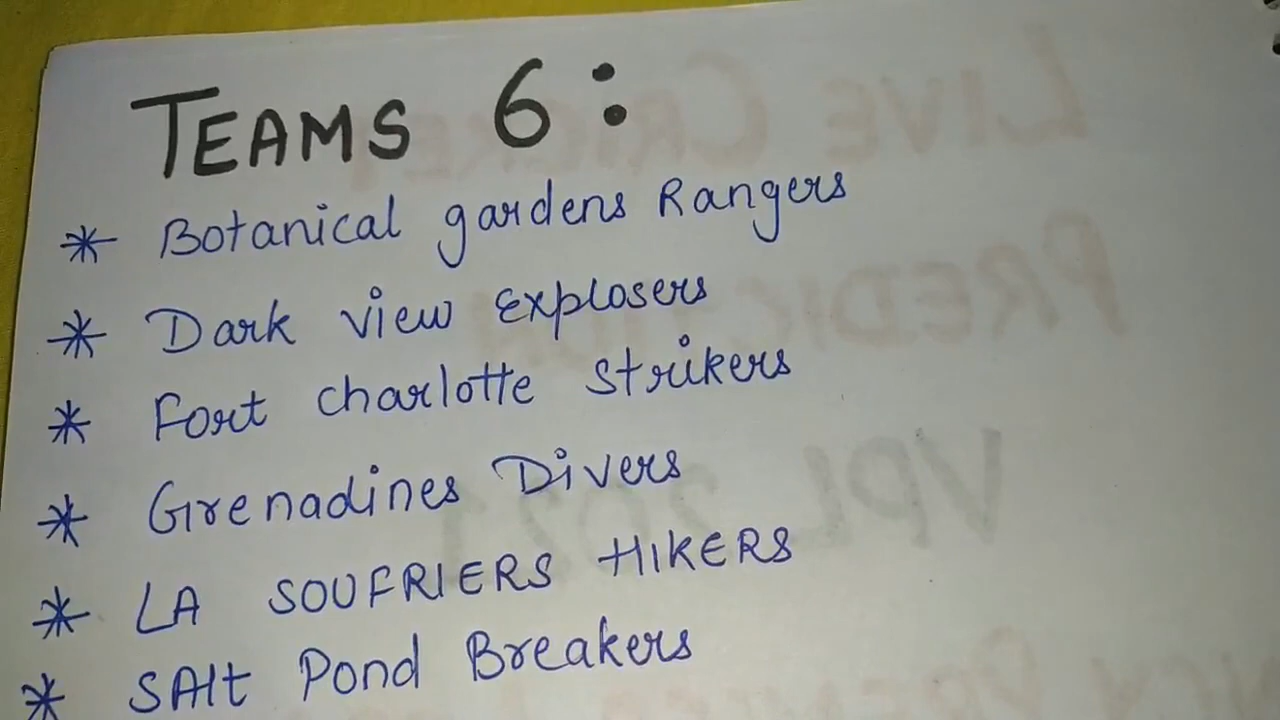 TEAMS 6:
* Botanical gardens Rangers
* Dark view Explosers
* Fort charlotte Strikers
* Grenadines Divers
* LA SOUFRIERS HIKERS
* SAlt Pond Breakers